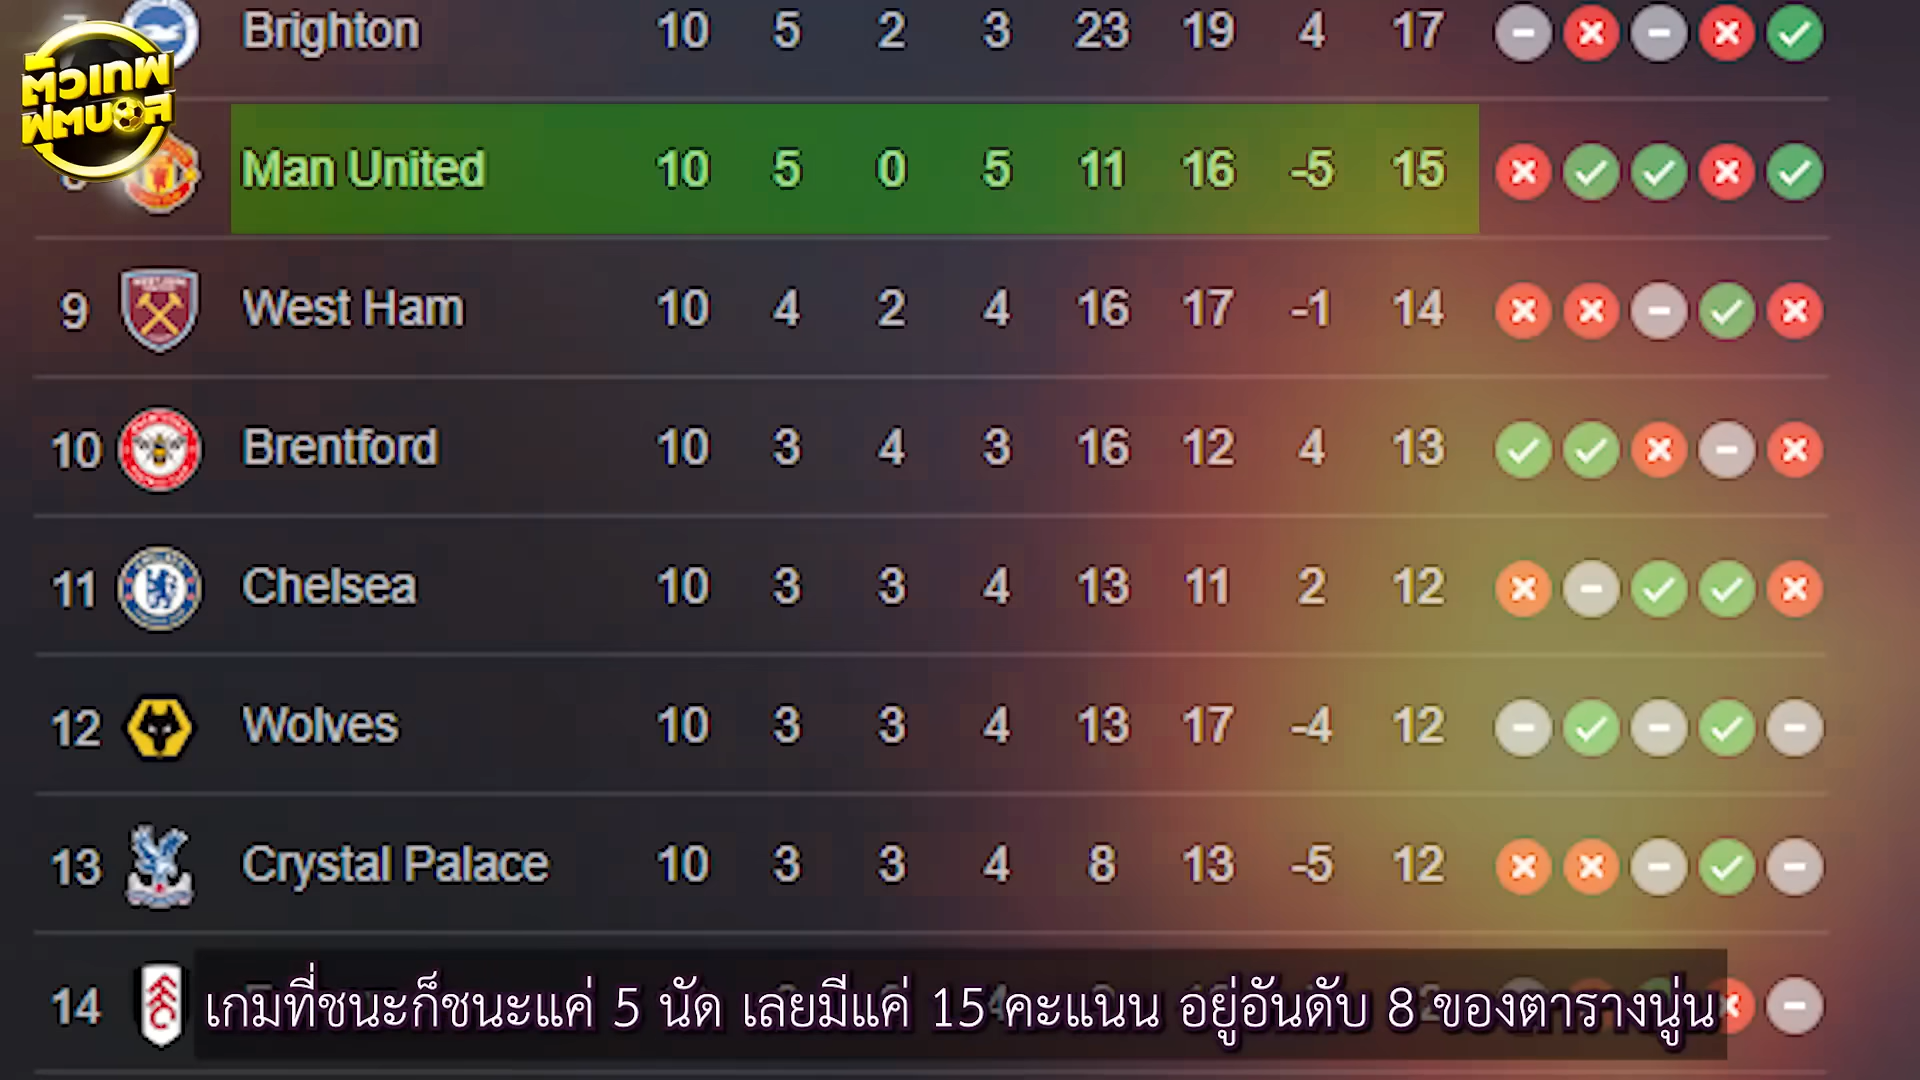 Brighton 10 5 2 3 23 19 4 17
ตัวเทพ
ฟุตบอล
Man United 10 5 0 5 11 16 -5 15
9 West Ham 10 4 2 4 16 17 -1 14
10 Brentford 10 3 4 3 16 12 4 13
11 Chelsea 10 3 3 4 13 11 2 12
12 Wolves 10 3 3 4 13 17 -4 12
13 Crystal Palace 10 3 3 4 8 13 -5 12
14
เกมที่ชนะก็ชนะแค่ 5 นัด เลยมีแค่ 15 คะแนน อยู่อันดับ 8 ของตารางนู่น